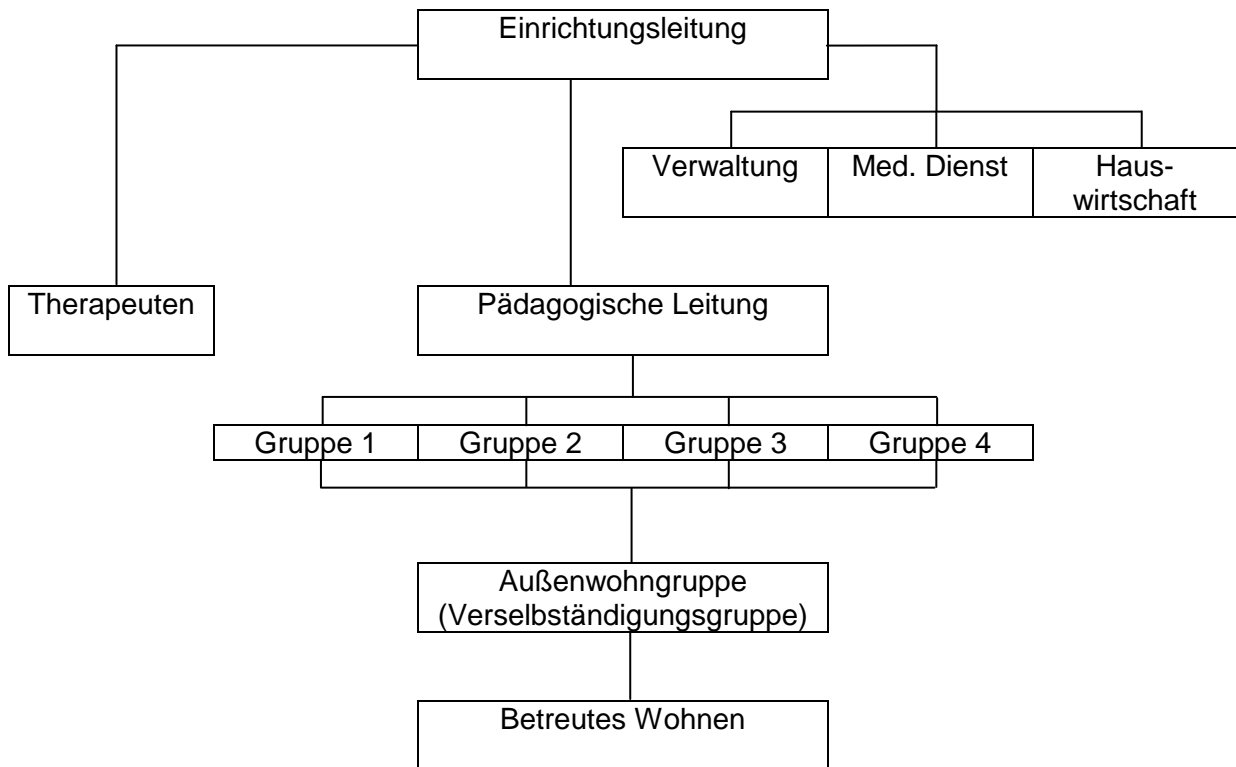 Einrichtungsleitung
Verwaltung
Med. Dienst
Haus-
wirtschaft
Therapeuten
Pädagogische Leitung
Gruppe 1
Gruppe 2
Gruppe 3
Gruppe 4
Außenwohngruppe
(Verselbständigungsgruppe)
Betreutes Wohnen